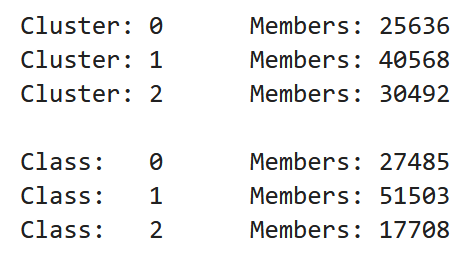 Cluster: 0      Members: 25636
Cluster: 1      Members: 40568
Cluster: 2      Members: 30492
Class:   0      Members: 27485
Class:   1      Members: 51503
Class:   2      Members: 17708